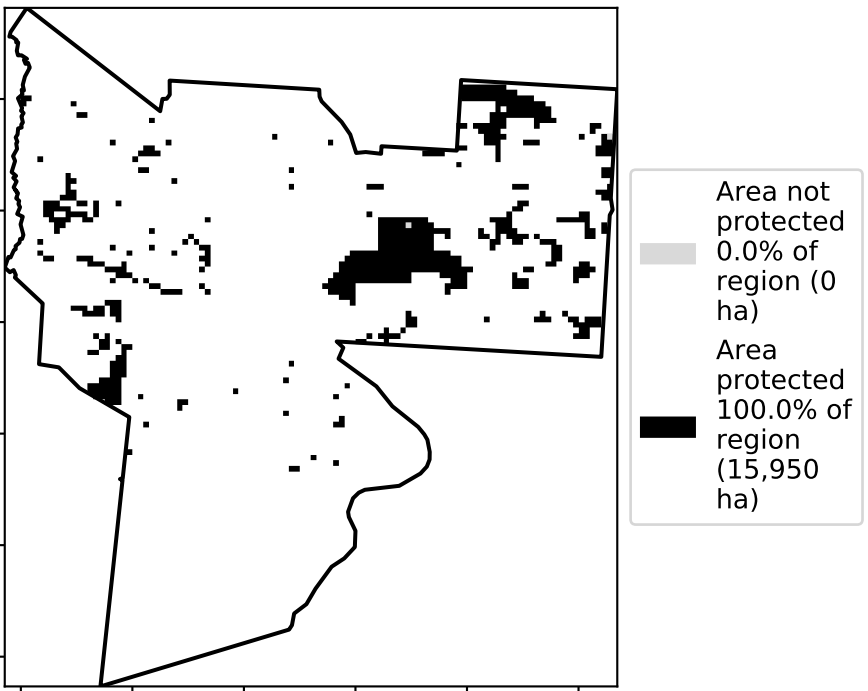 Area not
protected
0.0% of
region (0
ha)
Area
protected
100.0% of
region
(15,950
ha)